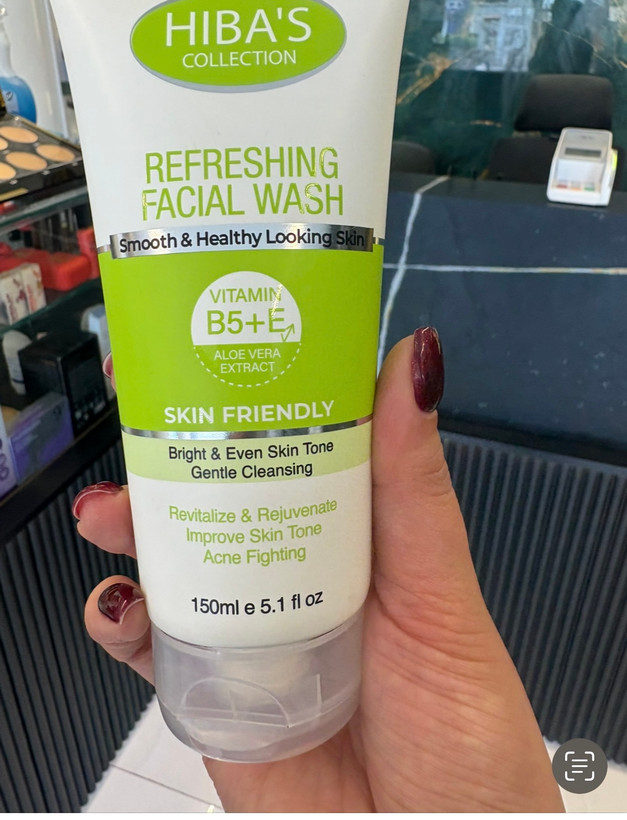 HIBA'S
COLLECTION
REFRESHING
FACIAL WASH
Smooth & Healthy Looking Skin
VITAMIN
B5+E
ALOE VERA
EXTRACT
SKIN FRIENDLY
Bright & Even Skin Tone
Gentle Cleansing
Revitalize & Rejuvenate
Improve Skin Tone
Acne Fighting
150ml e 5.1 fl oz